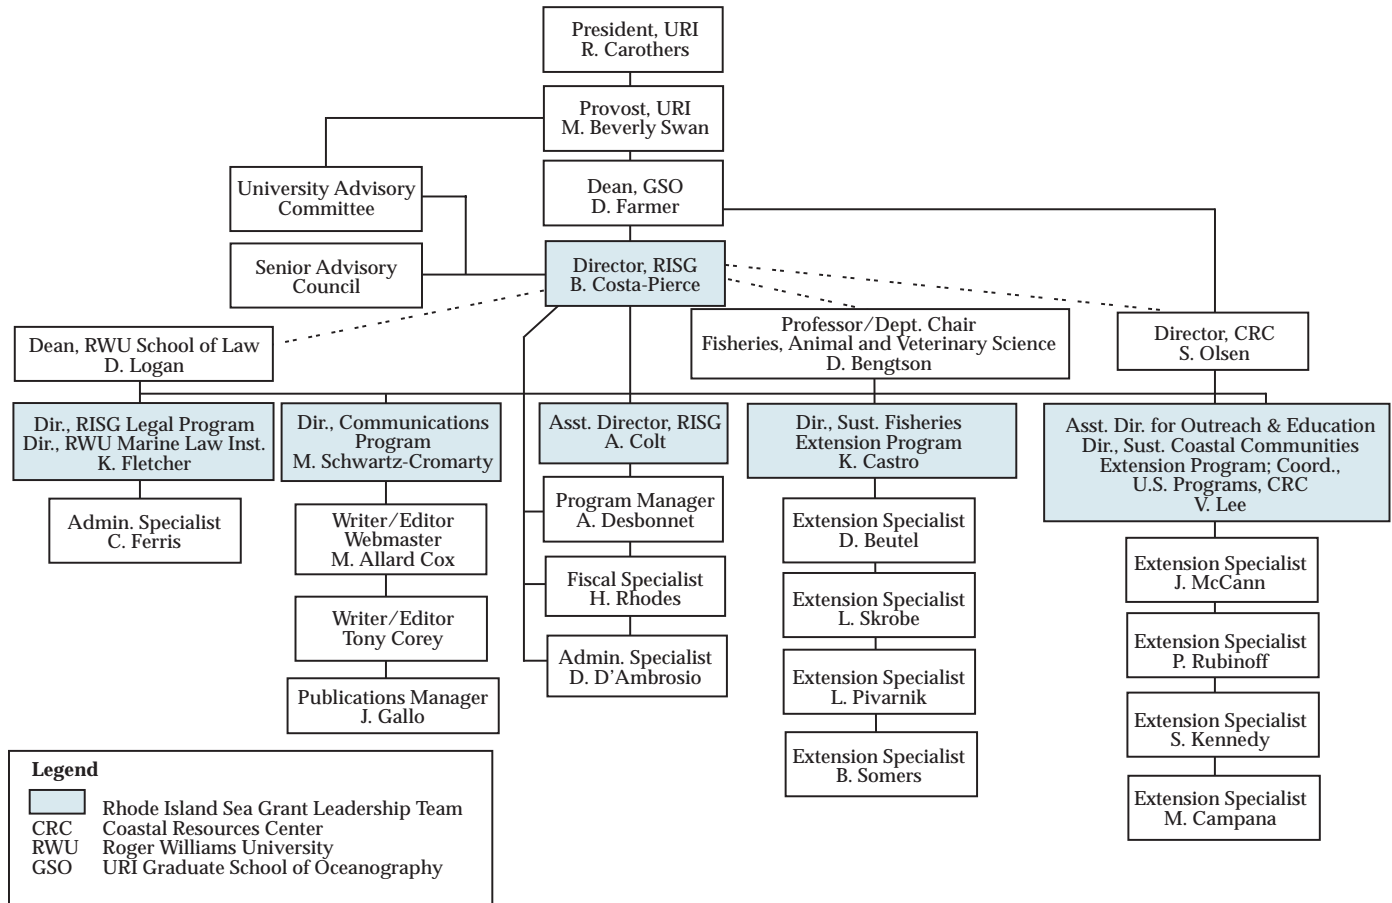 President, URI
R. Carothers
Provost, URI
M. Beverly Swan
University Advisory
Committee
Dean, GSO
D. Farmer
Senior Advisory
Council
Director, RISG
B. Costa-Pierce
Dean, RWU School of Law
D. Logan
Professor/Dept. Chair
Fisheries, Animal and Veterinary Science
D. Bengtson
Director, CRC
S. Olsen
Dir., RISG Legal Program
Dir., RWU Marine Law Inst.
K. Fletcher
Dir., Communications
Program
M. Schwartz-Cromarty
Asst. Director, RISG
A. Colt
Dir., Sust. Fisheries
Extension Program
K. Castro
Asst. Dir. for Outreach & Education
Dir., Sust. Coastal Communities
Extension Program; Coord.,
U.S. Programs, CRC
V. Lee
Admin. Specialist
C. Ferris
Writer/Editor
Webmaster
M. Allard Cox
Writer/Editor
Tony Corey
Publications Manager
J. Gallo
Program Manager
A. Desbonnet
Fiscal Specialist
H. Rhodes
Admin. Specialist
D. D'Ambrosio
Extension Specialist
D. Beutel
Extension Specialist
L. Skrobe
Extension Specialist
L. Pivarnik
Extension Specialist
B. Somers
Extension Specialist
J. McCann
Extension Specialist
P. Rubinoff
Extension Specialist
S. Kennedy
Extension Specialist
M. Campana
Legend
Rhode Island Sea Grant Leadership Team
CRC Coastal Resources Center
RWU Roger Williams University
GSO URI Graduate School of Oceanography